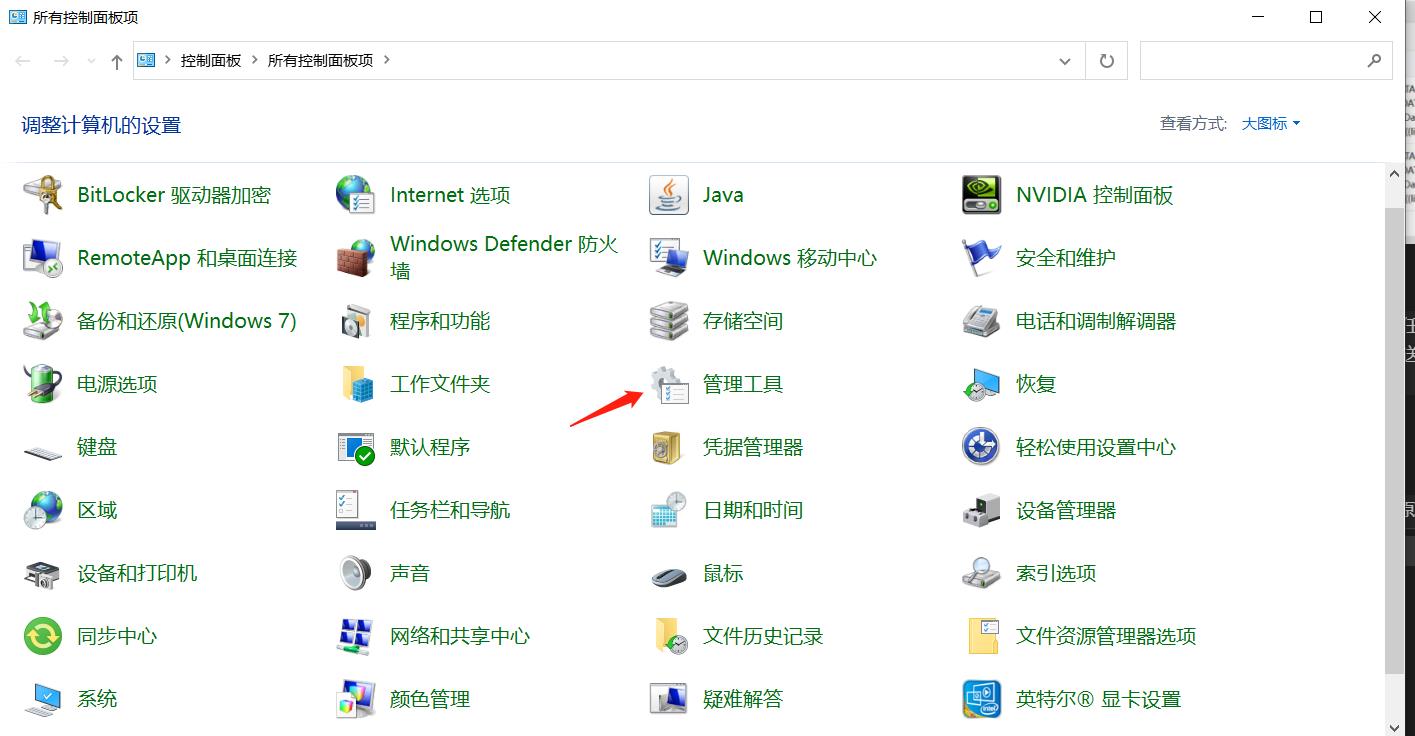 所有控制面板项
控制面板
所有控制面板项
调整计算机的设置
查看方式:
大图标
BitLocker 驱动器加密
Internet 选项
Java
NVIDIA 控制面板
RemoteApp 和桌面连接
Windows Defender 防火
墙
Windows 移动中心
安全和维护
备份和还原(Windows 7)
程序和功能
存储空间
电话和调制解调器
电源选项
工作文件夹
管理工具
恢复
键盘
默认程序
凭据管理器
轻松使用设置中心
区域
任务栏和导航
日期和时间
设备管理器
设备和打印机
声音
鼠标
索引选项
同步中心
网络和共享中心
文件历史记录
文件资源管理器选项
系统
颜色管理
疑难解答
英特尔® 显卡设置